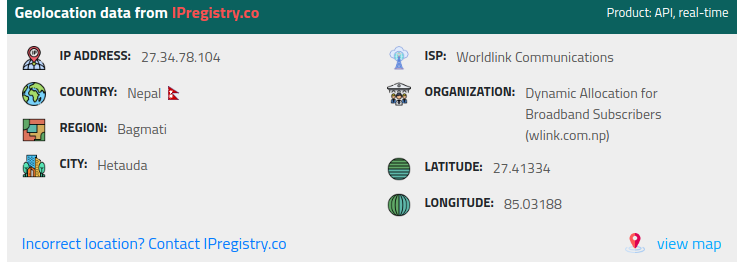 Geolocation data from IPregistry.co
Product: API, real-time
IP ADDRESS: 27.34.78.104
COUNTRY: Nepal
REGION: Bagmati
CITY: Hetauda
ISP: Worldlink Communications
ORGANIZATION: Dynamic Allocation for
Broadband Subscribers
(wlink.com.np)
LATITUDE: 27.41334
LONGITUDE: 85.03188
Incorrect location? Contact IPregistry.co
view map